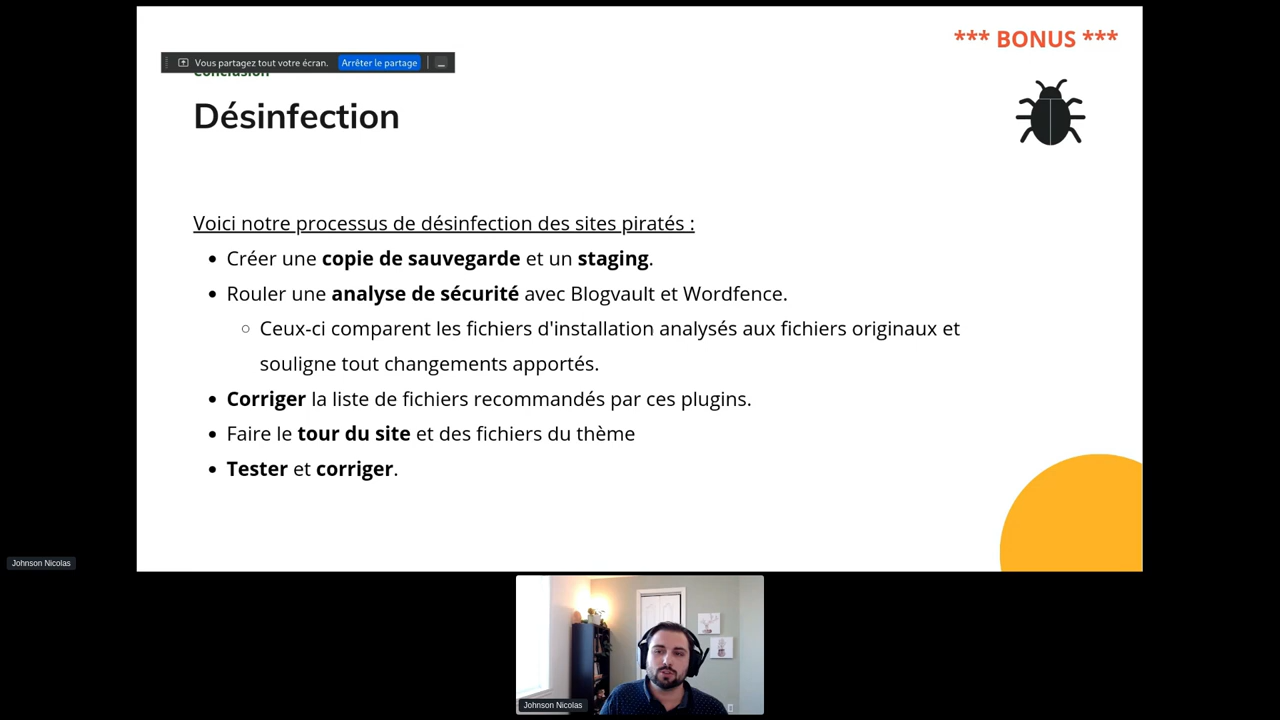 *** BONUS ***
Vous partagez tout votre écran. Arrêter le partage
Conclusion
Désinfection
Voici notre processus de désinfection des sites piratés :
Créer une copie de sauvegarde et un staging.
Rouler une analyse de sécurité avec Blogvault et Wordfence.
Ceux-ci comparent les fichiers d'installation analysés aux fichiers originaux et
souligne tout changements apportés.
Corriger la liste de fichiers recommandés par ces plugins.
Faire le tour du site et des fichiers du thème
Tester et corriger.
Johnson Nicolas
Johnson Nicolas